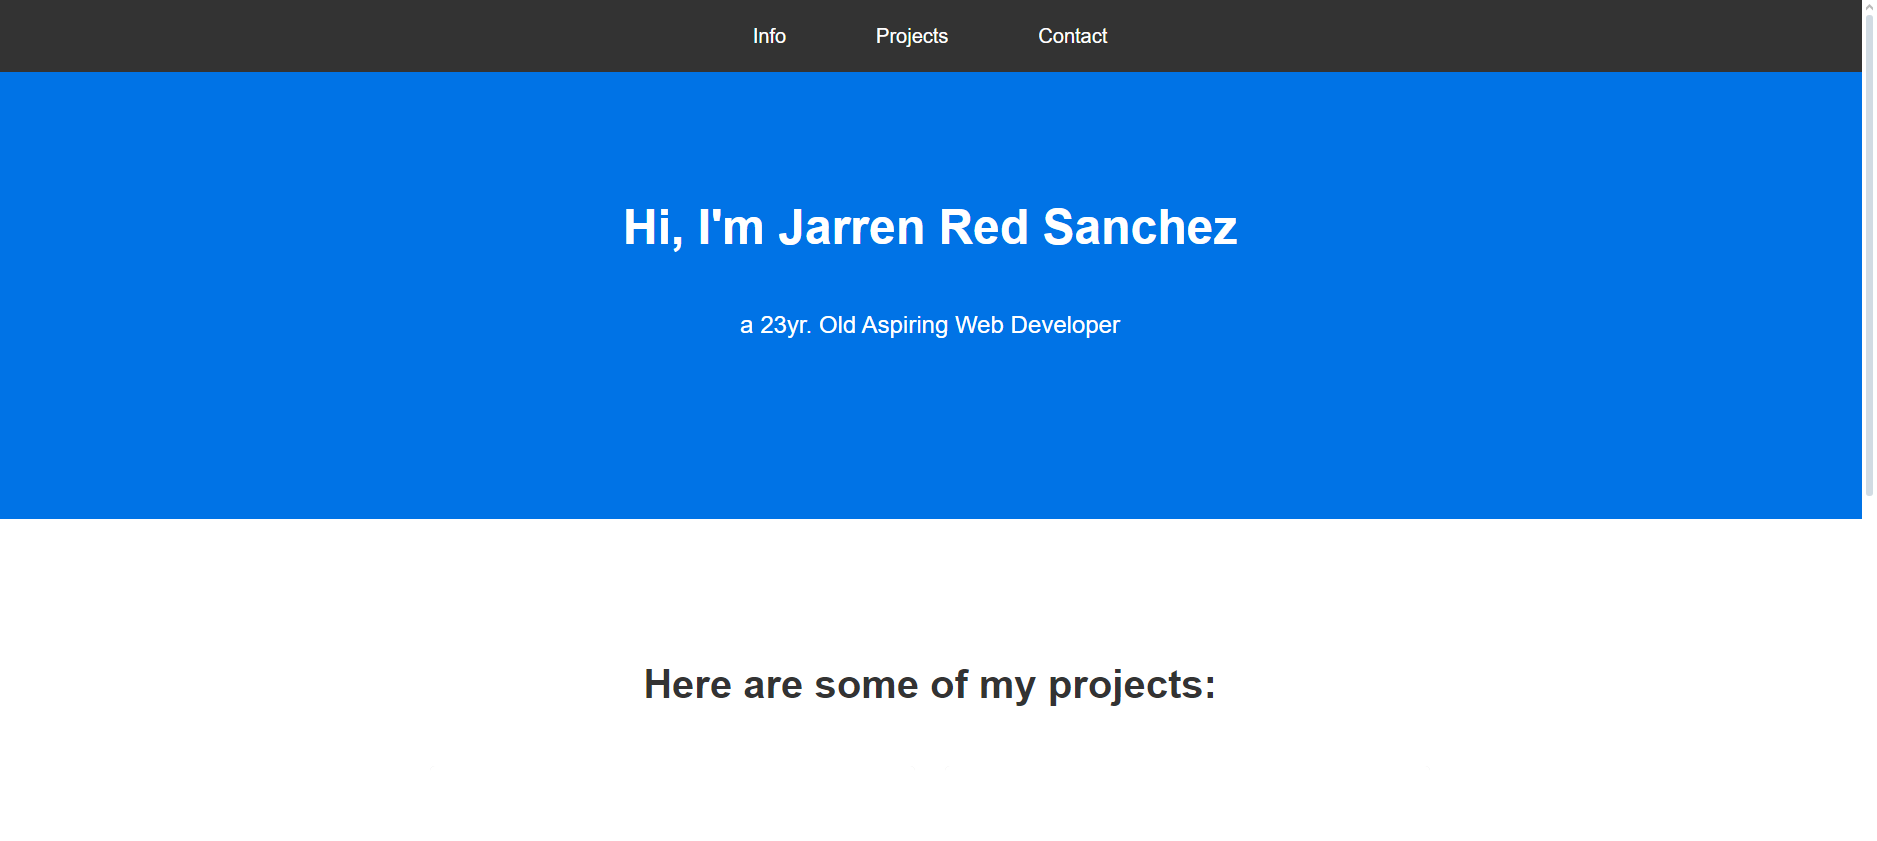 Info Projects Contact
Hi, I'm Jarren Red Sanchez
a 23yr. Old Aspiring Web Developer
Here are some of my projects: